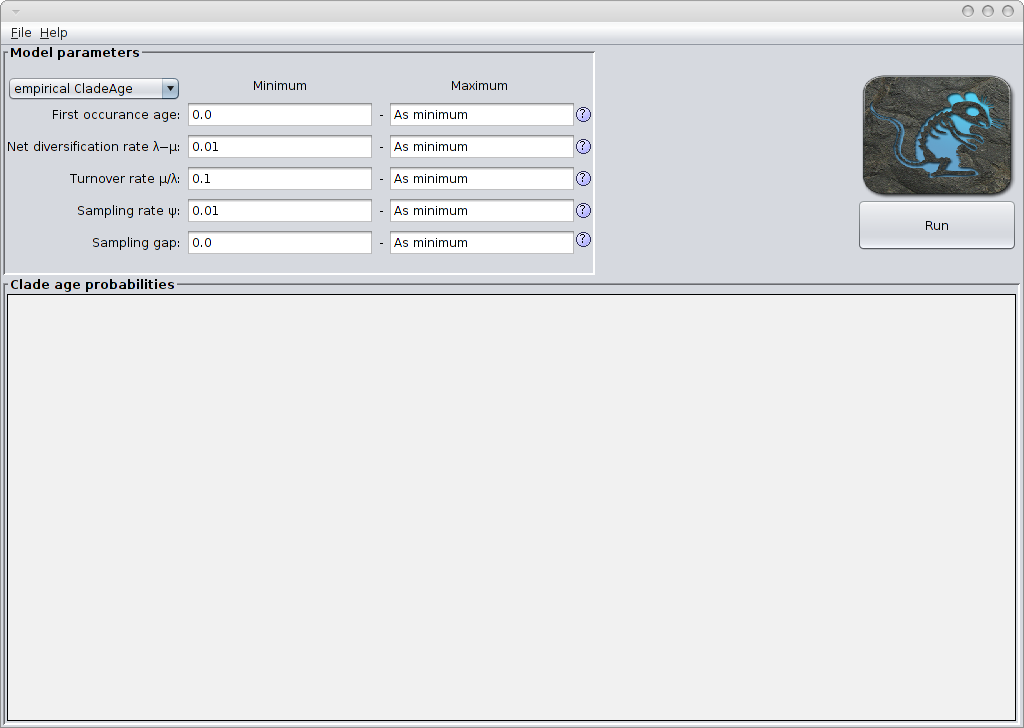 File Help
Model parameters
empirical CladeAge Minimum Maximum
First occurance age: 0.0 - As minimum ?
Net diversification rate λ−μ: 0.01 - As minimum ?
Turnover rate μ/λ: 0.1 - As minimum ?
Sampling rate ψ: 0.01 - As minimum ?
Sampling gap: 0.0 - As minimum ?
Run
Clade age probabilities